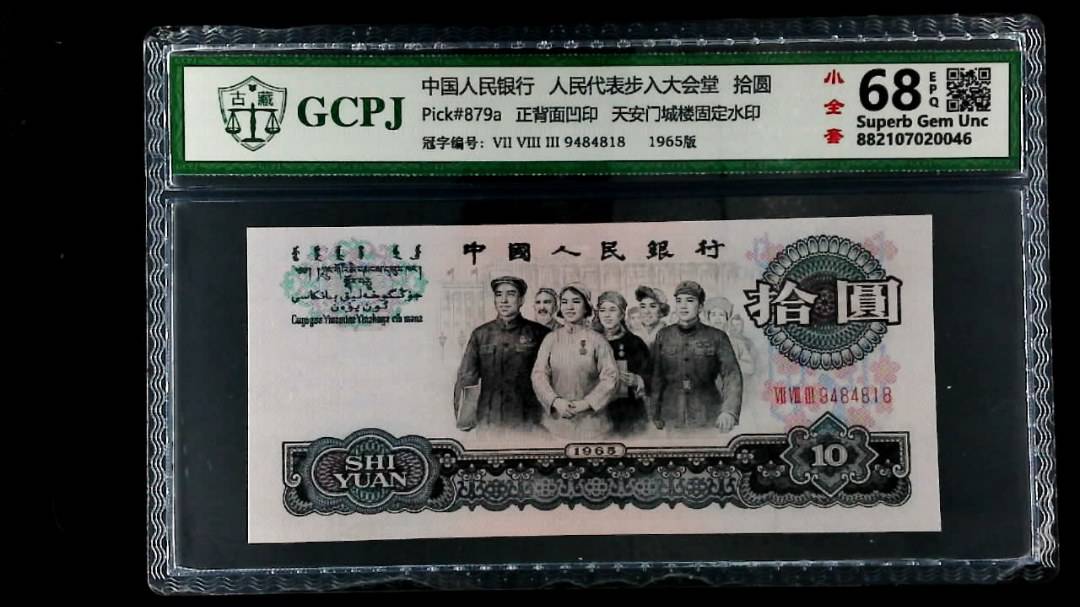 古藏
GCPJ
中国人民银行 人民代表步入大会堂 拾圆
Pick#879a 正背面凹印 天安门城楼固定水印
冠字编号: VII VIII III 9484818 1965版
小全套
68
EPQ
Superb Gem Unc
882107020046
中國人民銀行
拾圓
VII VIII III 9484818
1965
SHI
YUAN
10